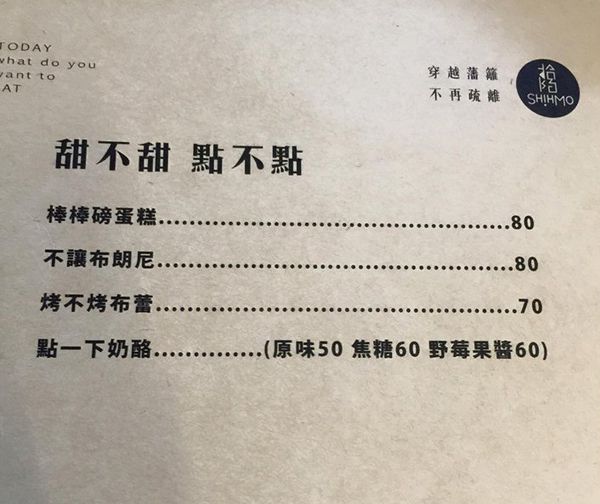 TODAY
what do you
want to
EAT
穿越藩籬
不再疏離
拾陌
SHIHMO
甜不甜 點不點
棒棒磅蛋糕........................................80
不讓布朗尼........................................80
烤不烤布蕾........................................70
點一下奶酪.............(原味50 焦糖60 野莓果醬60)